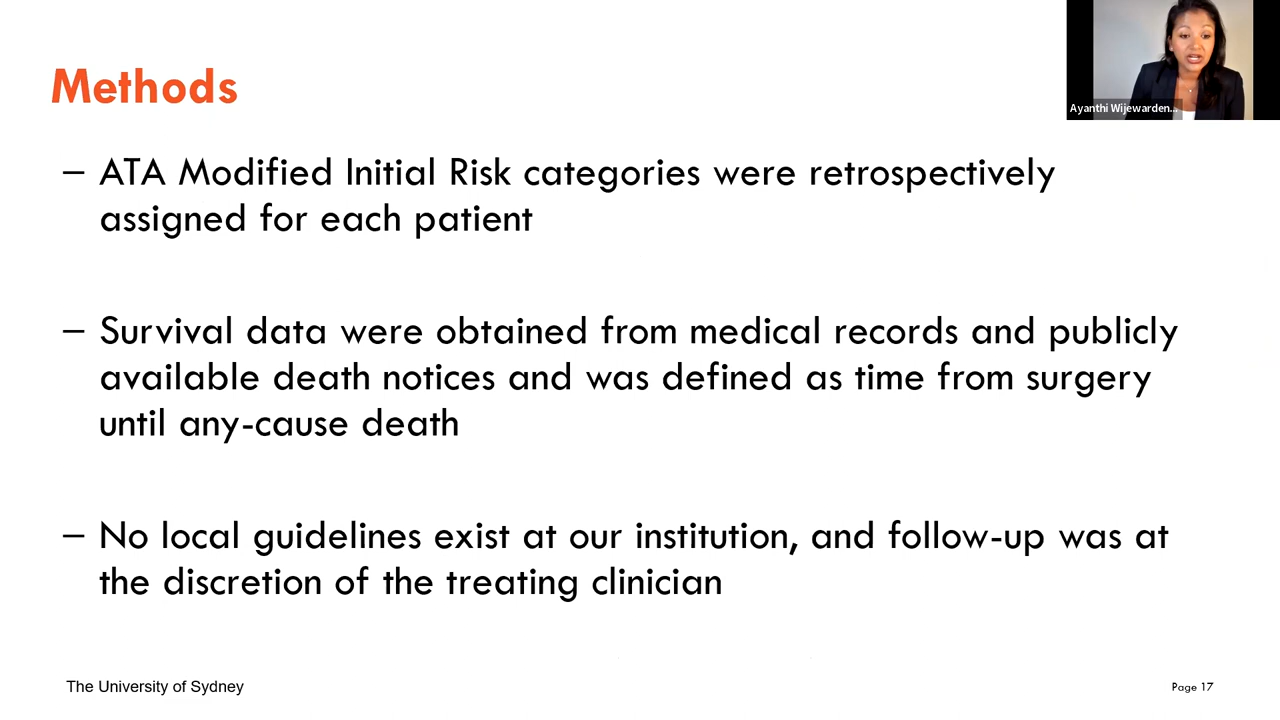 Methods
Ayanthi Wijewarden...
– ATA Modified Initial Risk categories were retrospectively
assigned for each patient
– Survival data were obtained from medical records and publicly
available death notices and was defined as time from surgery
until any-cause death
– No local guidelines exist at our institution, and follow-up was at
the discretion of the treating clinician
The University of Sydney
Page 17